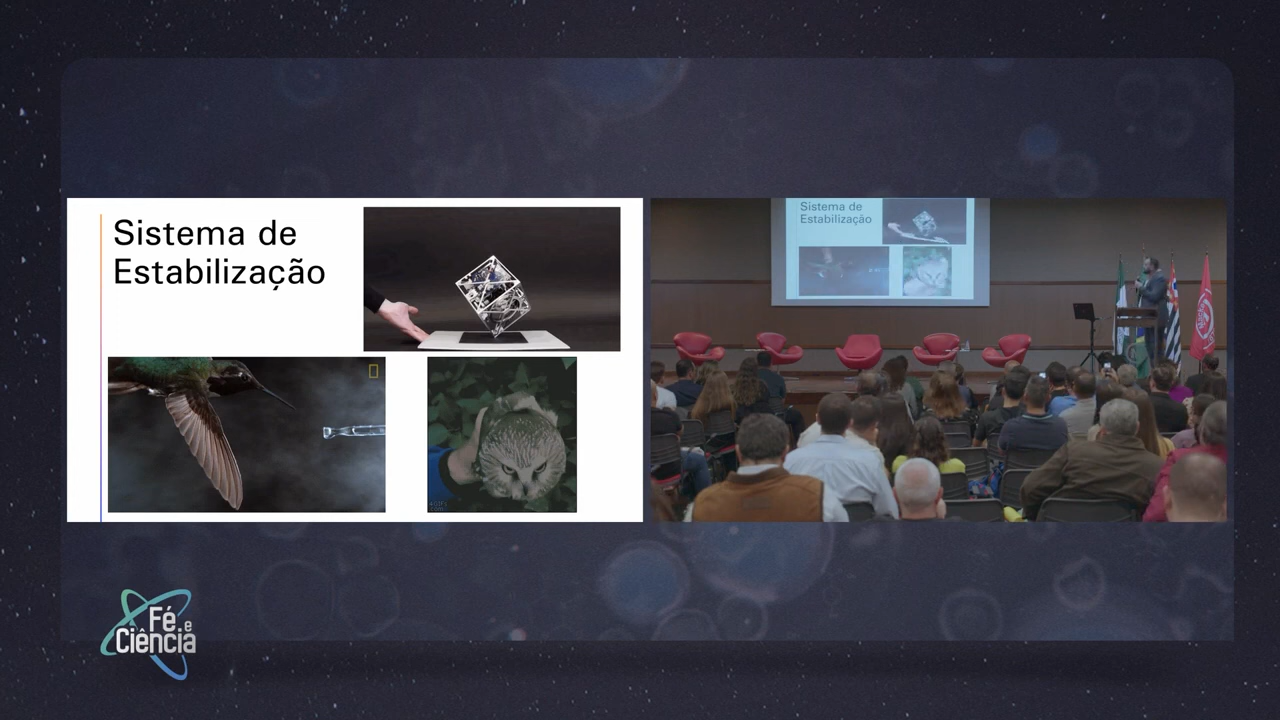 Sistema de
Estabilização
Sistema de
Estabilização
Fé e
Ciência